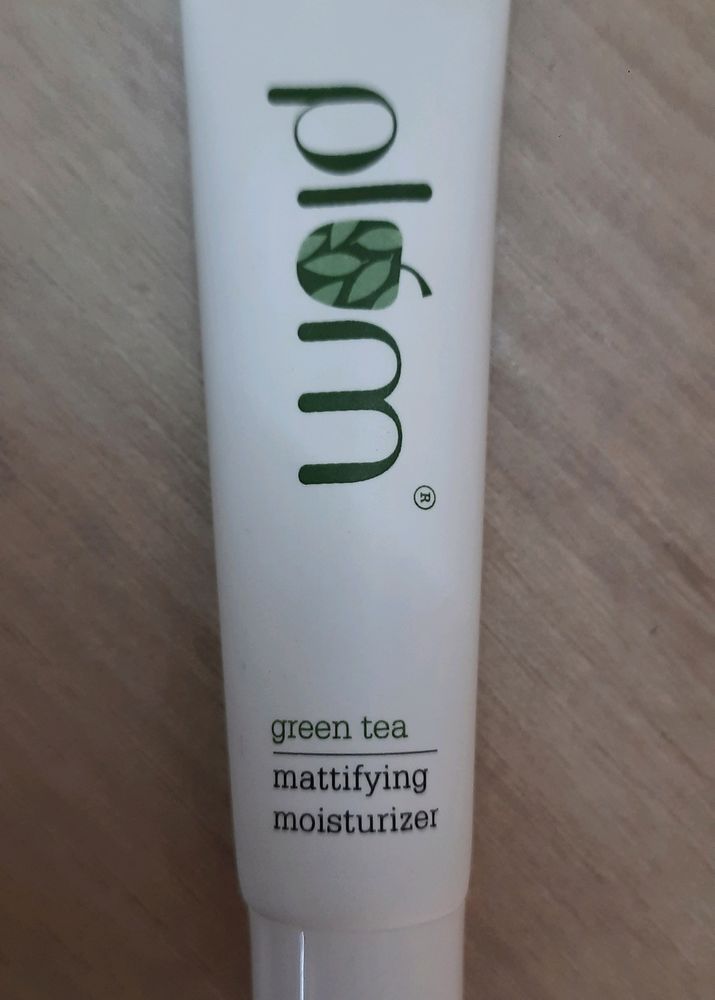 plum®
green tea
mattifying
moisturizer